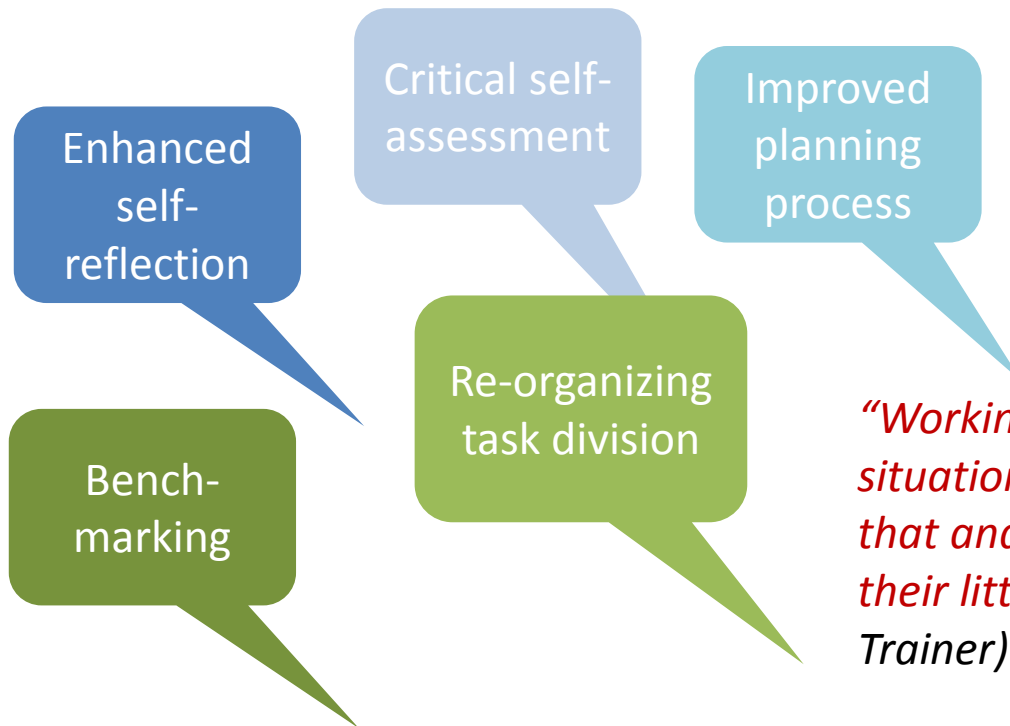 Enhanced
self-
reflection
Critical self-
assessment
Improved
planning
process
Bench-
marking
Re-organizing
task division
“Workin
situation
that and
their litt
Trainer)